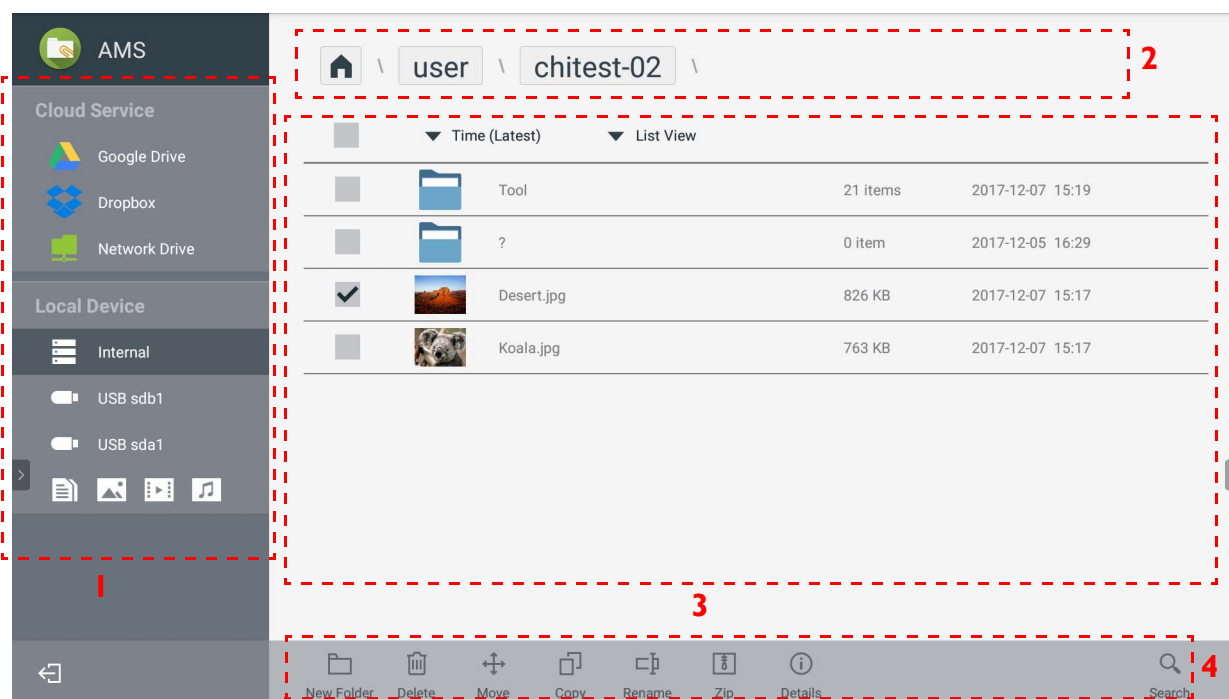 AMS
Cloud Service
Google Drive
Dropbox
Network Drive
Local Device
Internal
USB sdb1
USB sda1
1
\ user \ chitest-02 \
2
Time (Latest) List View
Tool 21 items 2017-12-07 15:19
? 0 item 2017-12-05 16:29
Desert.jpg 826 KB 2017-12-07 15:17
Koala.jpg 763 KB 2017-12-07 15:17
3
New Folder Delete Move Copy Rename Zip Details Search
4